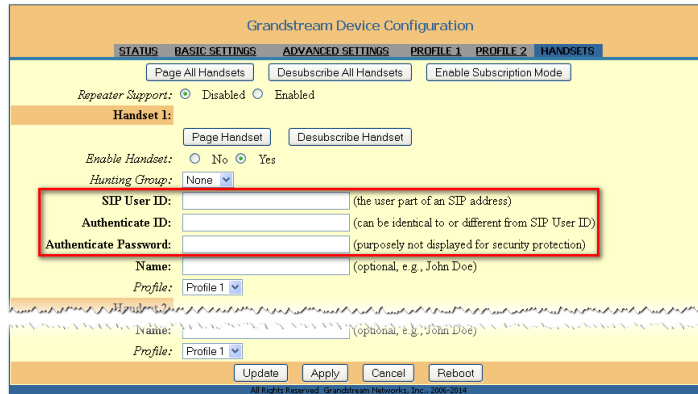 Grandstream Device Configuration
STATUS BASIC SETTINGS ADVANCED SETTINGS PROFILE 1 PROFILE 2 HANDSETS
Page All Handsets Desubscribe All Handsets Enable Subscription Mode
Repeater Support: Disabled Enabled
Handset 1:
Page Handset Desubscribe Handset
Enable Handset: No Yes
Hunting Group: None
SIP User ID: (the user part of an SIP address)
Authenticate ID: (can be identical to or different from SIP User ID)
Authenticate Password: (purposely not displayed for security protection)
Name: (optional, e.g., John Doe)
Profile: Profile 1
Handset 2:
Name: (optional, e.g., John Doe)
Profile: Profile 1
Update Apply Cancel Reboot
All Rights Reserved Grandstream Networks, Inc. 2006-2014